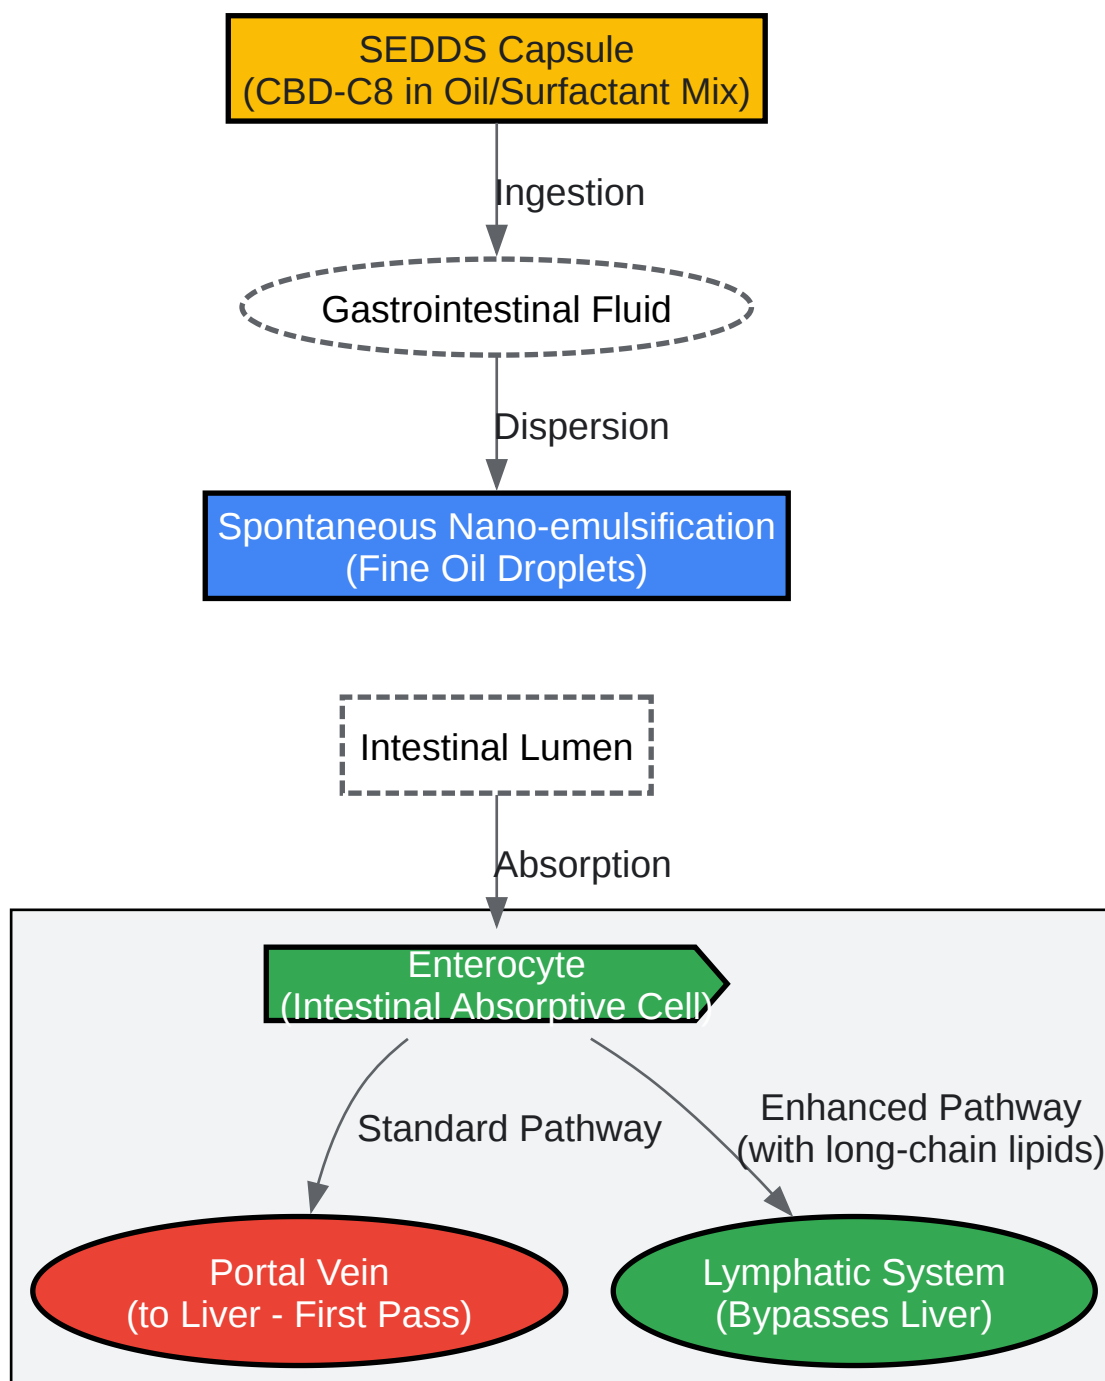 SEDDS Capsule
(CBD-C8 in Oil/Surfactant Mix)
Ingestion
Gastrointestinal Fluid
Dispersion
Spontaneous Nano-emulsification
(Fine Oil Droplets)
Intestinal Lumen
Absorption
Enterocyte
(Intestinal Absorptive Cell)
Standard Pathway
Enhanced Pathway
(with long-chain lipids)
Portal Vein
(to Liver - First Pass)
Lymphatic System
(Bypasses Liver)